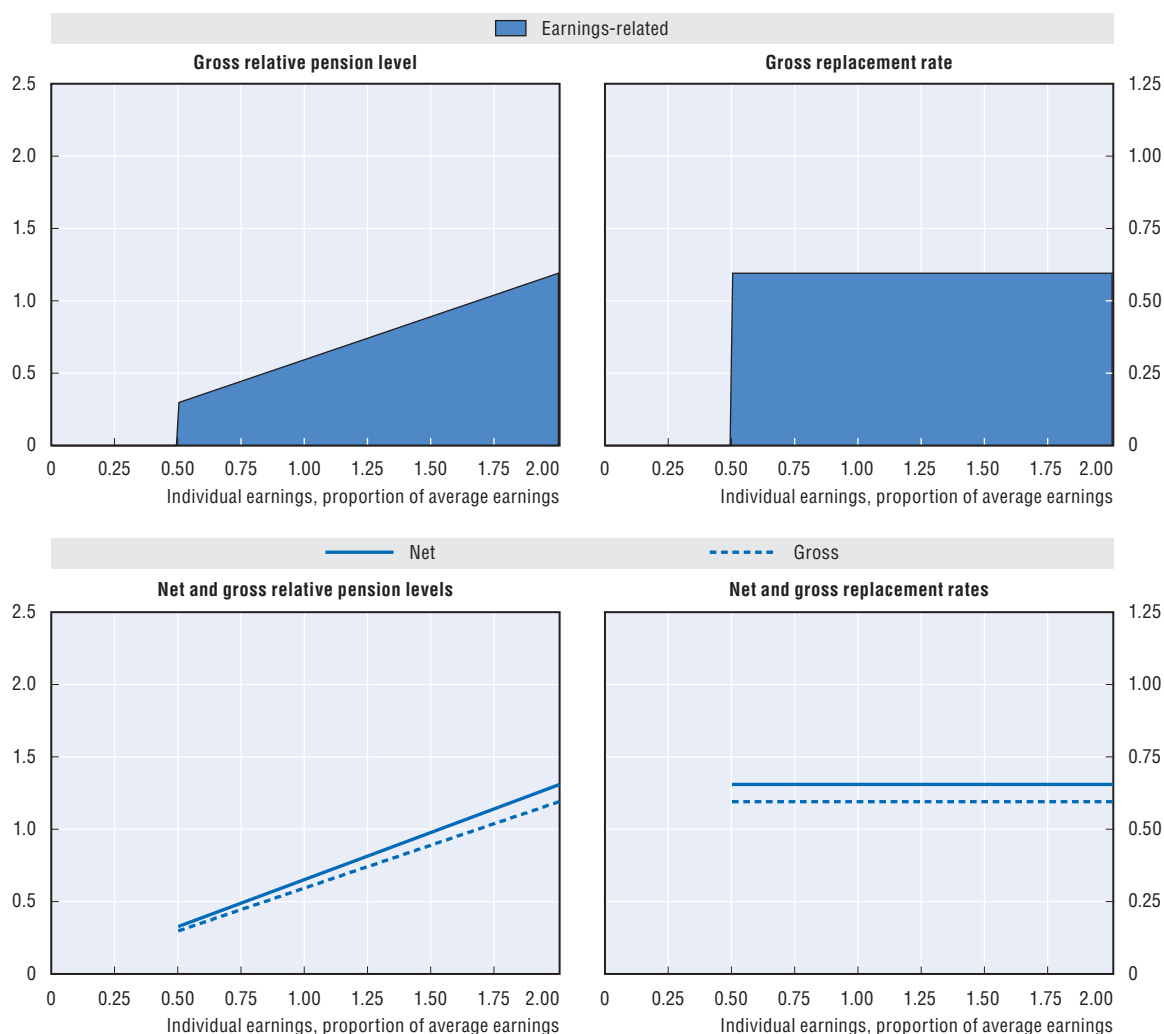 Earnings-related
Gross relative pension level
Gross replacement rate
2.5
2.0
1.5
1.0
0.5
0
0 0.25 0.50 0.75 1.00 1.25 1.50 1.75 2.00
Individual earnings, proportion of average earnings
1.25
1.00
0.75
0.50
0.25
0
0 0.25 0.50 0.75 1.00 1.25 1.50 1.75 2.00
Individual earnings, proportion of average earnings
Net Gross
Net and gross relative pension levels
Net and gross replacement rates
2.5
2.0
1.5
1.0
0.5
0
0 0.25 0.50 0.75 1.00 1.25 1.50 1.75 2.00
Individual earnings, proportion of average earnings
1.25
1.00
0.75
0.50
0.25
0
0 0.25 0.50 0.75 1.00 1.25 1.50 1.75 2.00
Individual earnings, proportion of average earnings